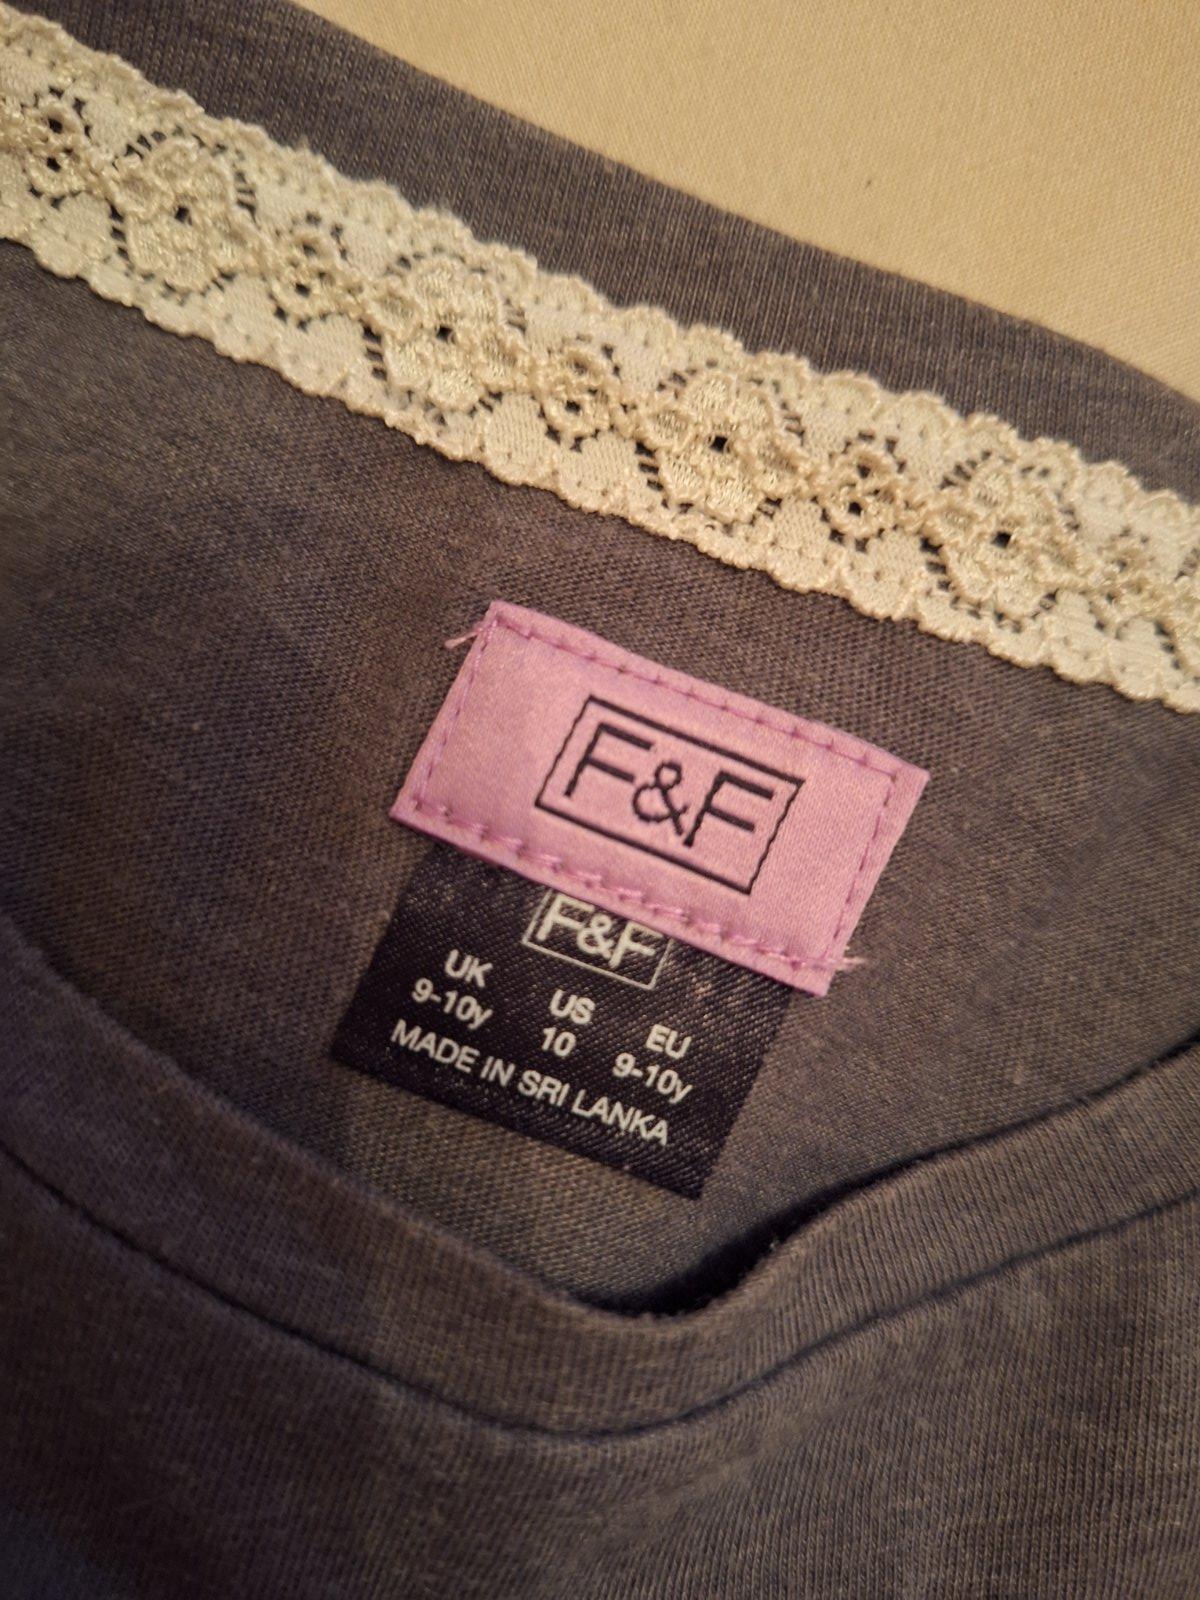 F&F
F&F
UK US EU
9-10y 10 9-10y
MADE IN SRI LANKA